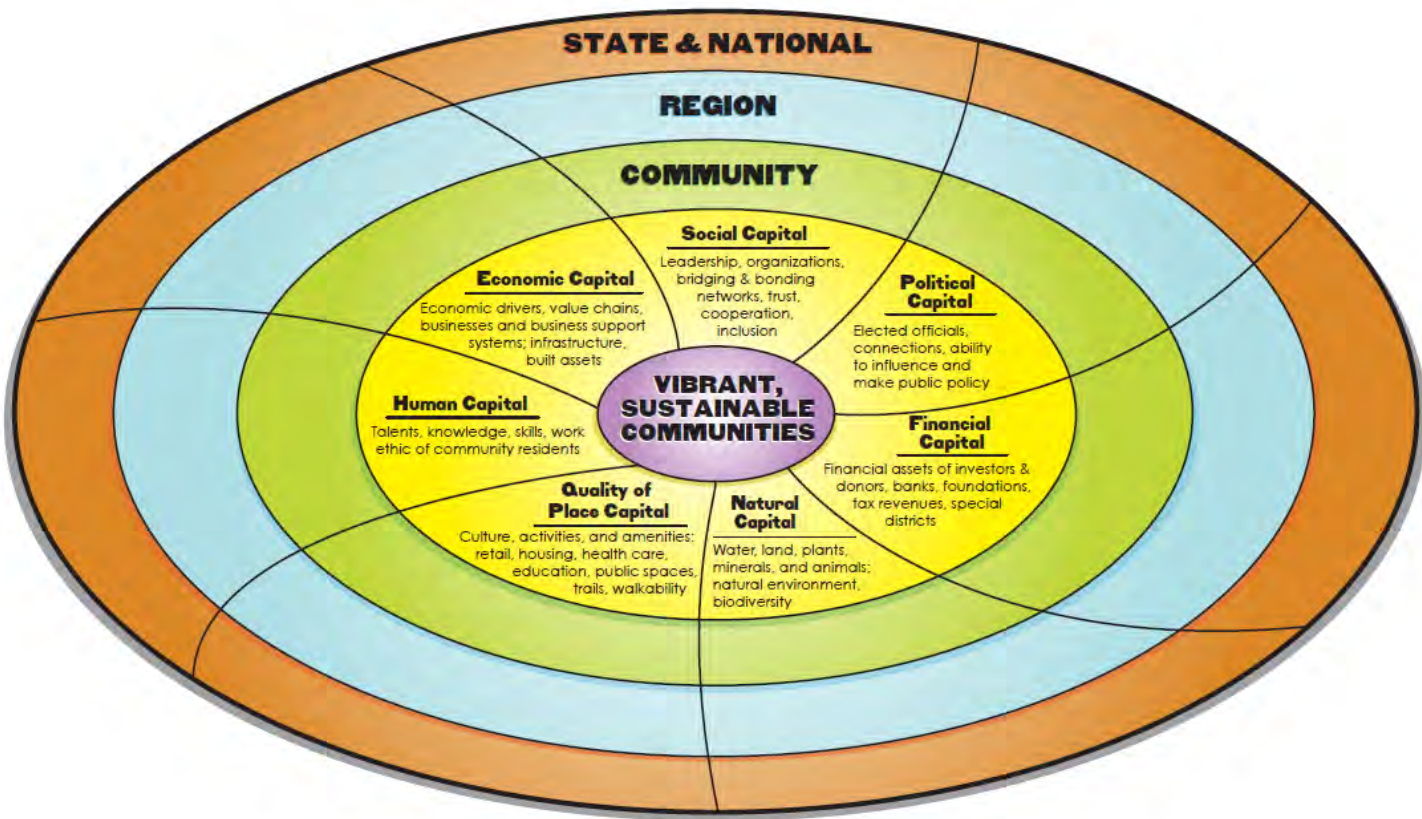 STATE & NATIONAL
REGION
COMMUNITY
Social Capital
Leadership, organizations,
bridging & bonding
networks, trust,
cooperation,
inclusion
Economic Capital
Economic drivers, value chains,
businesses and business support
systems; infrastructure,
built assets
Political
Capital
Elected officials,
connections, ability
to influence and
make public policy
VIBRANT,
SUSTAINABLE
COMMUNITIES
Human Capital
Talents, knowledge, skills, work
ethic of community residents
Financial
Capital
Financial assets of investors &
donors, banks, foundations,
tax revenues, special
districts
Quality of
Place Capital
Culture, activities, and amenities:
retail, housing, health care,
education, public spaces,
trails, walkability
Natural
Capital
Water, land, plants,
minerals, and animals;
natural environment,
biodiversity